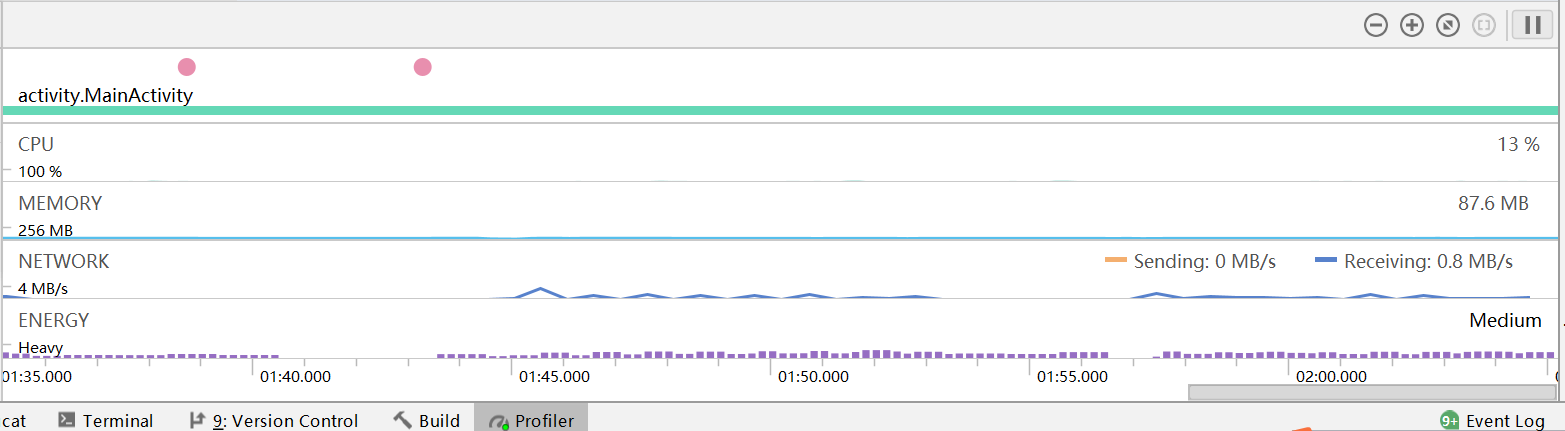 activity.MainActivity
CPU
13 %
100 %
MEMORY
87.6 MB
256 MB
NETWORK
Sending: 0 MB/s
Receiving: 0.8 MB/s
4 MB/s
ENERGY
Medium
Heavy
01:35.000 01:40.000 01:45.000 01:50.000 01:55.000 02:00.000
cat Terminal 9: Version Control Build Profiler 9+ Event Log